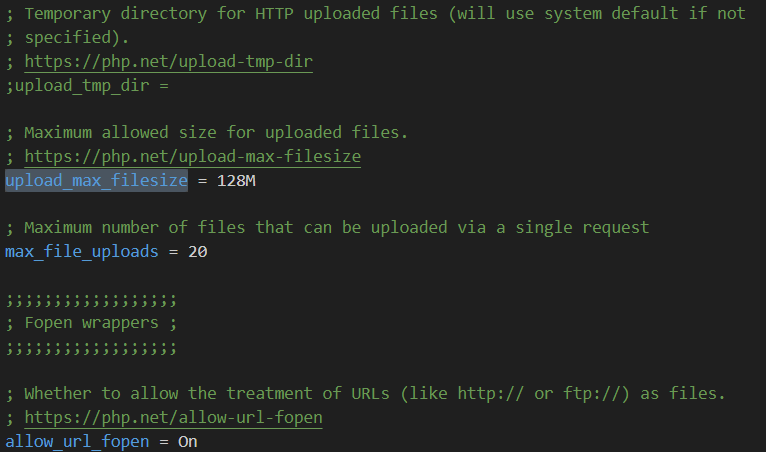 ; Temporary directory for HTTP uploaded files (will use system default if not
; specified).
; https://php.net/upload-tmp-dir
;upload_tmp_dir =
; Maximum allowed size for uploaded files.
; https://php.net/upload-max-filesize
upload_max_filesize = 128M
; Maximum number of files that can be uploaded via a single request
max_file_uploads = 20
;;;;;;;;;;;;;;;;;;
; Fopen wrappers ;
;;;;;;;;;;;;;;;;;;
; Whether to allow the treatment of URLs (like http:// or ftp://) as files.
; https://php.net/allow-url-fopen
allow_url_fopen = On